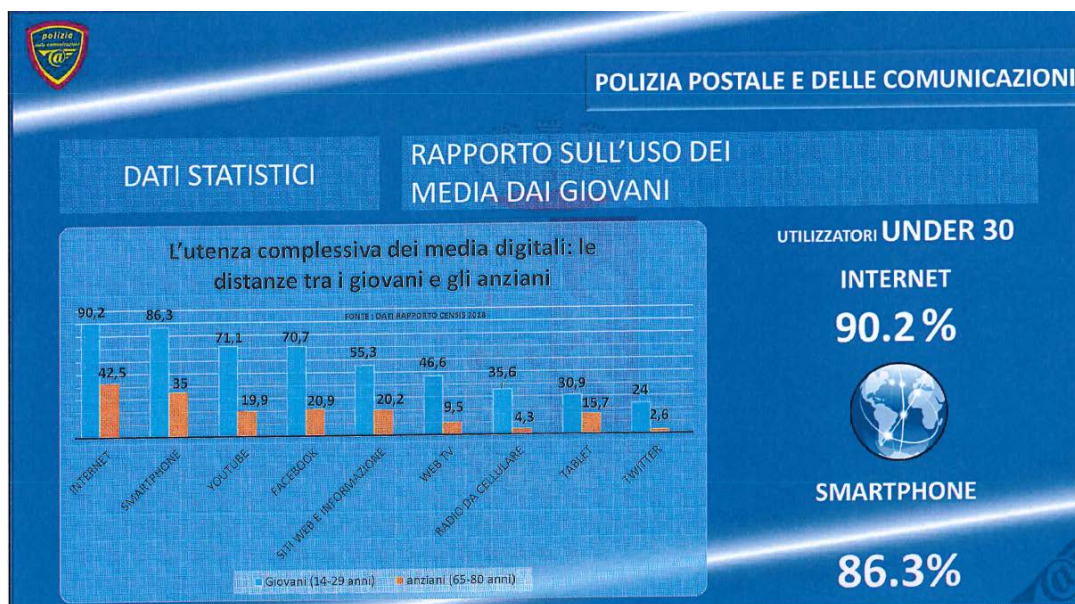 polizia
delle comunicazioni
@
POLIZIA POSTALE E DELLE COMUNICAZIONI
DATI STATISTICI
RAPPORTO SULL'USO DEI
MEDIA DAI GIOVANI
L'utenza complessiva dei media digitali: le
distanze tra i giovani e gli anziani
FONTE : DATI RAPPORTO CENSIS 2018
90,2 86,3 71,1 70,7 55,3 46,6 35,6 30,9 24
42,5 35 19,9 20,9 20,2 9,5 4,3 15,7 2,6
INTERNET
SMARTPHONE
YOUTUBE
FACEBOOK
SITI WEB E INFORMAZIONE
WEB TV
RADIO DA CELLULARE
TABLET
TWITTER
Giovani (14-29 anni) anziani (65-80 anni)
UTILIZZATORI UNDER 30
INTERNET
90.2%
SMARTPHONE
86.3%
@